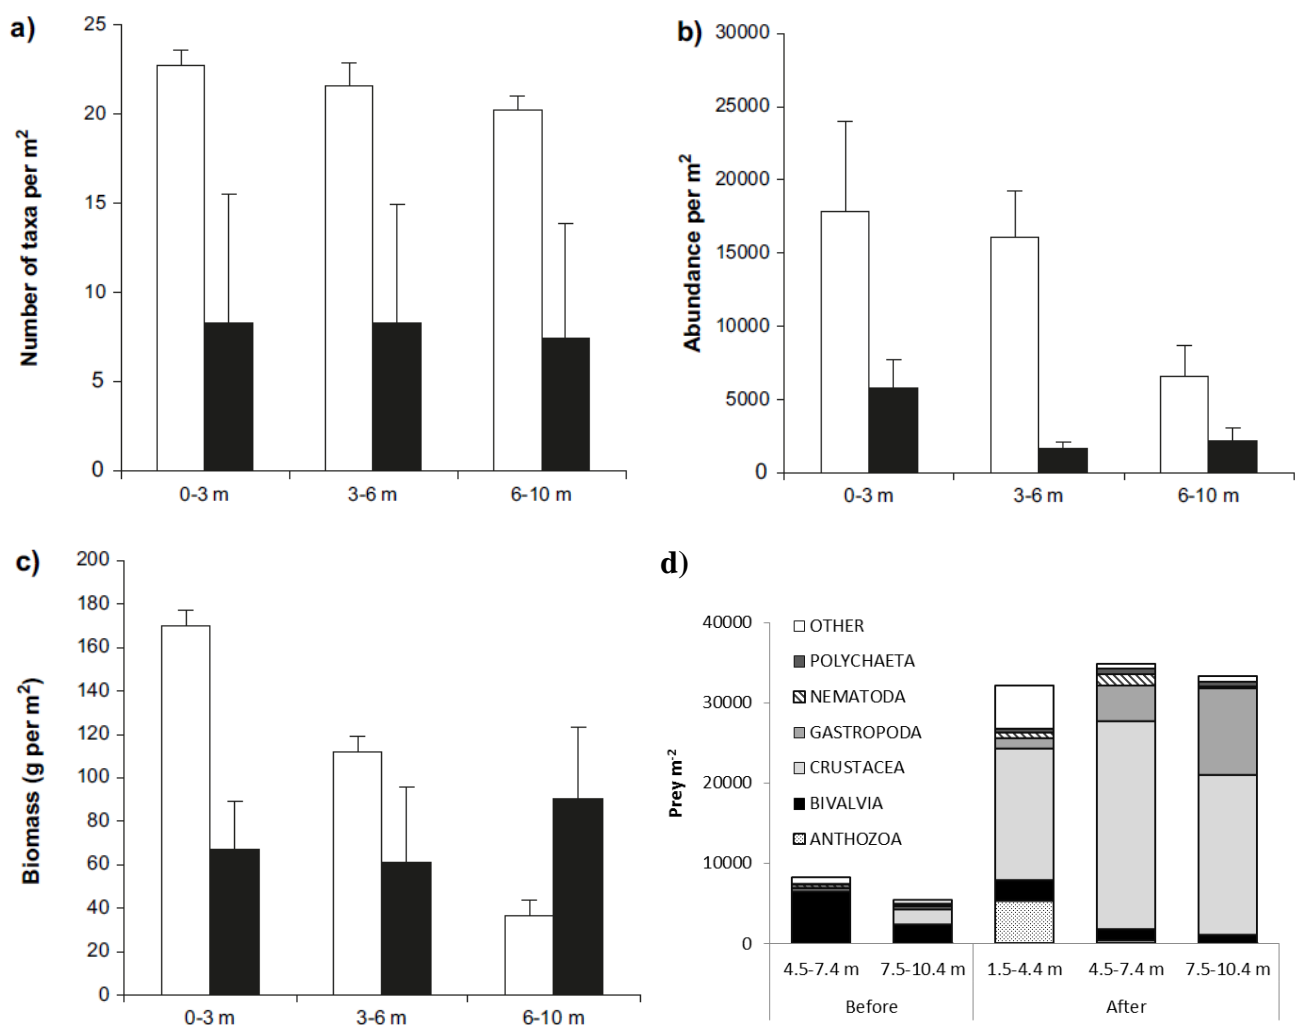 a)
Number of taxa per m2
25
20
15
10
5
0
0-3 m
3-6 m
6-10 m
b)
Abundance per m2
30000
25000
20000
15000
10000
5000
0
0-3 m
3-6 m
6-10 m
c)
Biomass (g per m2)
200
180
160
140
120
100
80
60
40
20
0
0-3 m
3-6 m
6-10 m
d)
Prey m-2
40000
30000
20000
10000
0
OTHER
POLYCHAETA
NEMATODA
GASTROPODA
CRUSTACEA
BIVALVIA
ANTHOZOA
4.5-7.4 m
7.5-10.4 m
1.5-4.4 m
4.5-7.4 m
7.5-10.4 m
Before
After